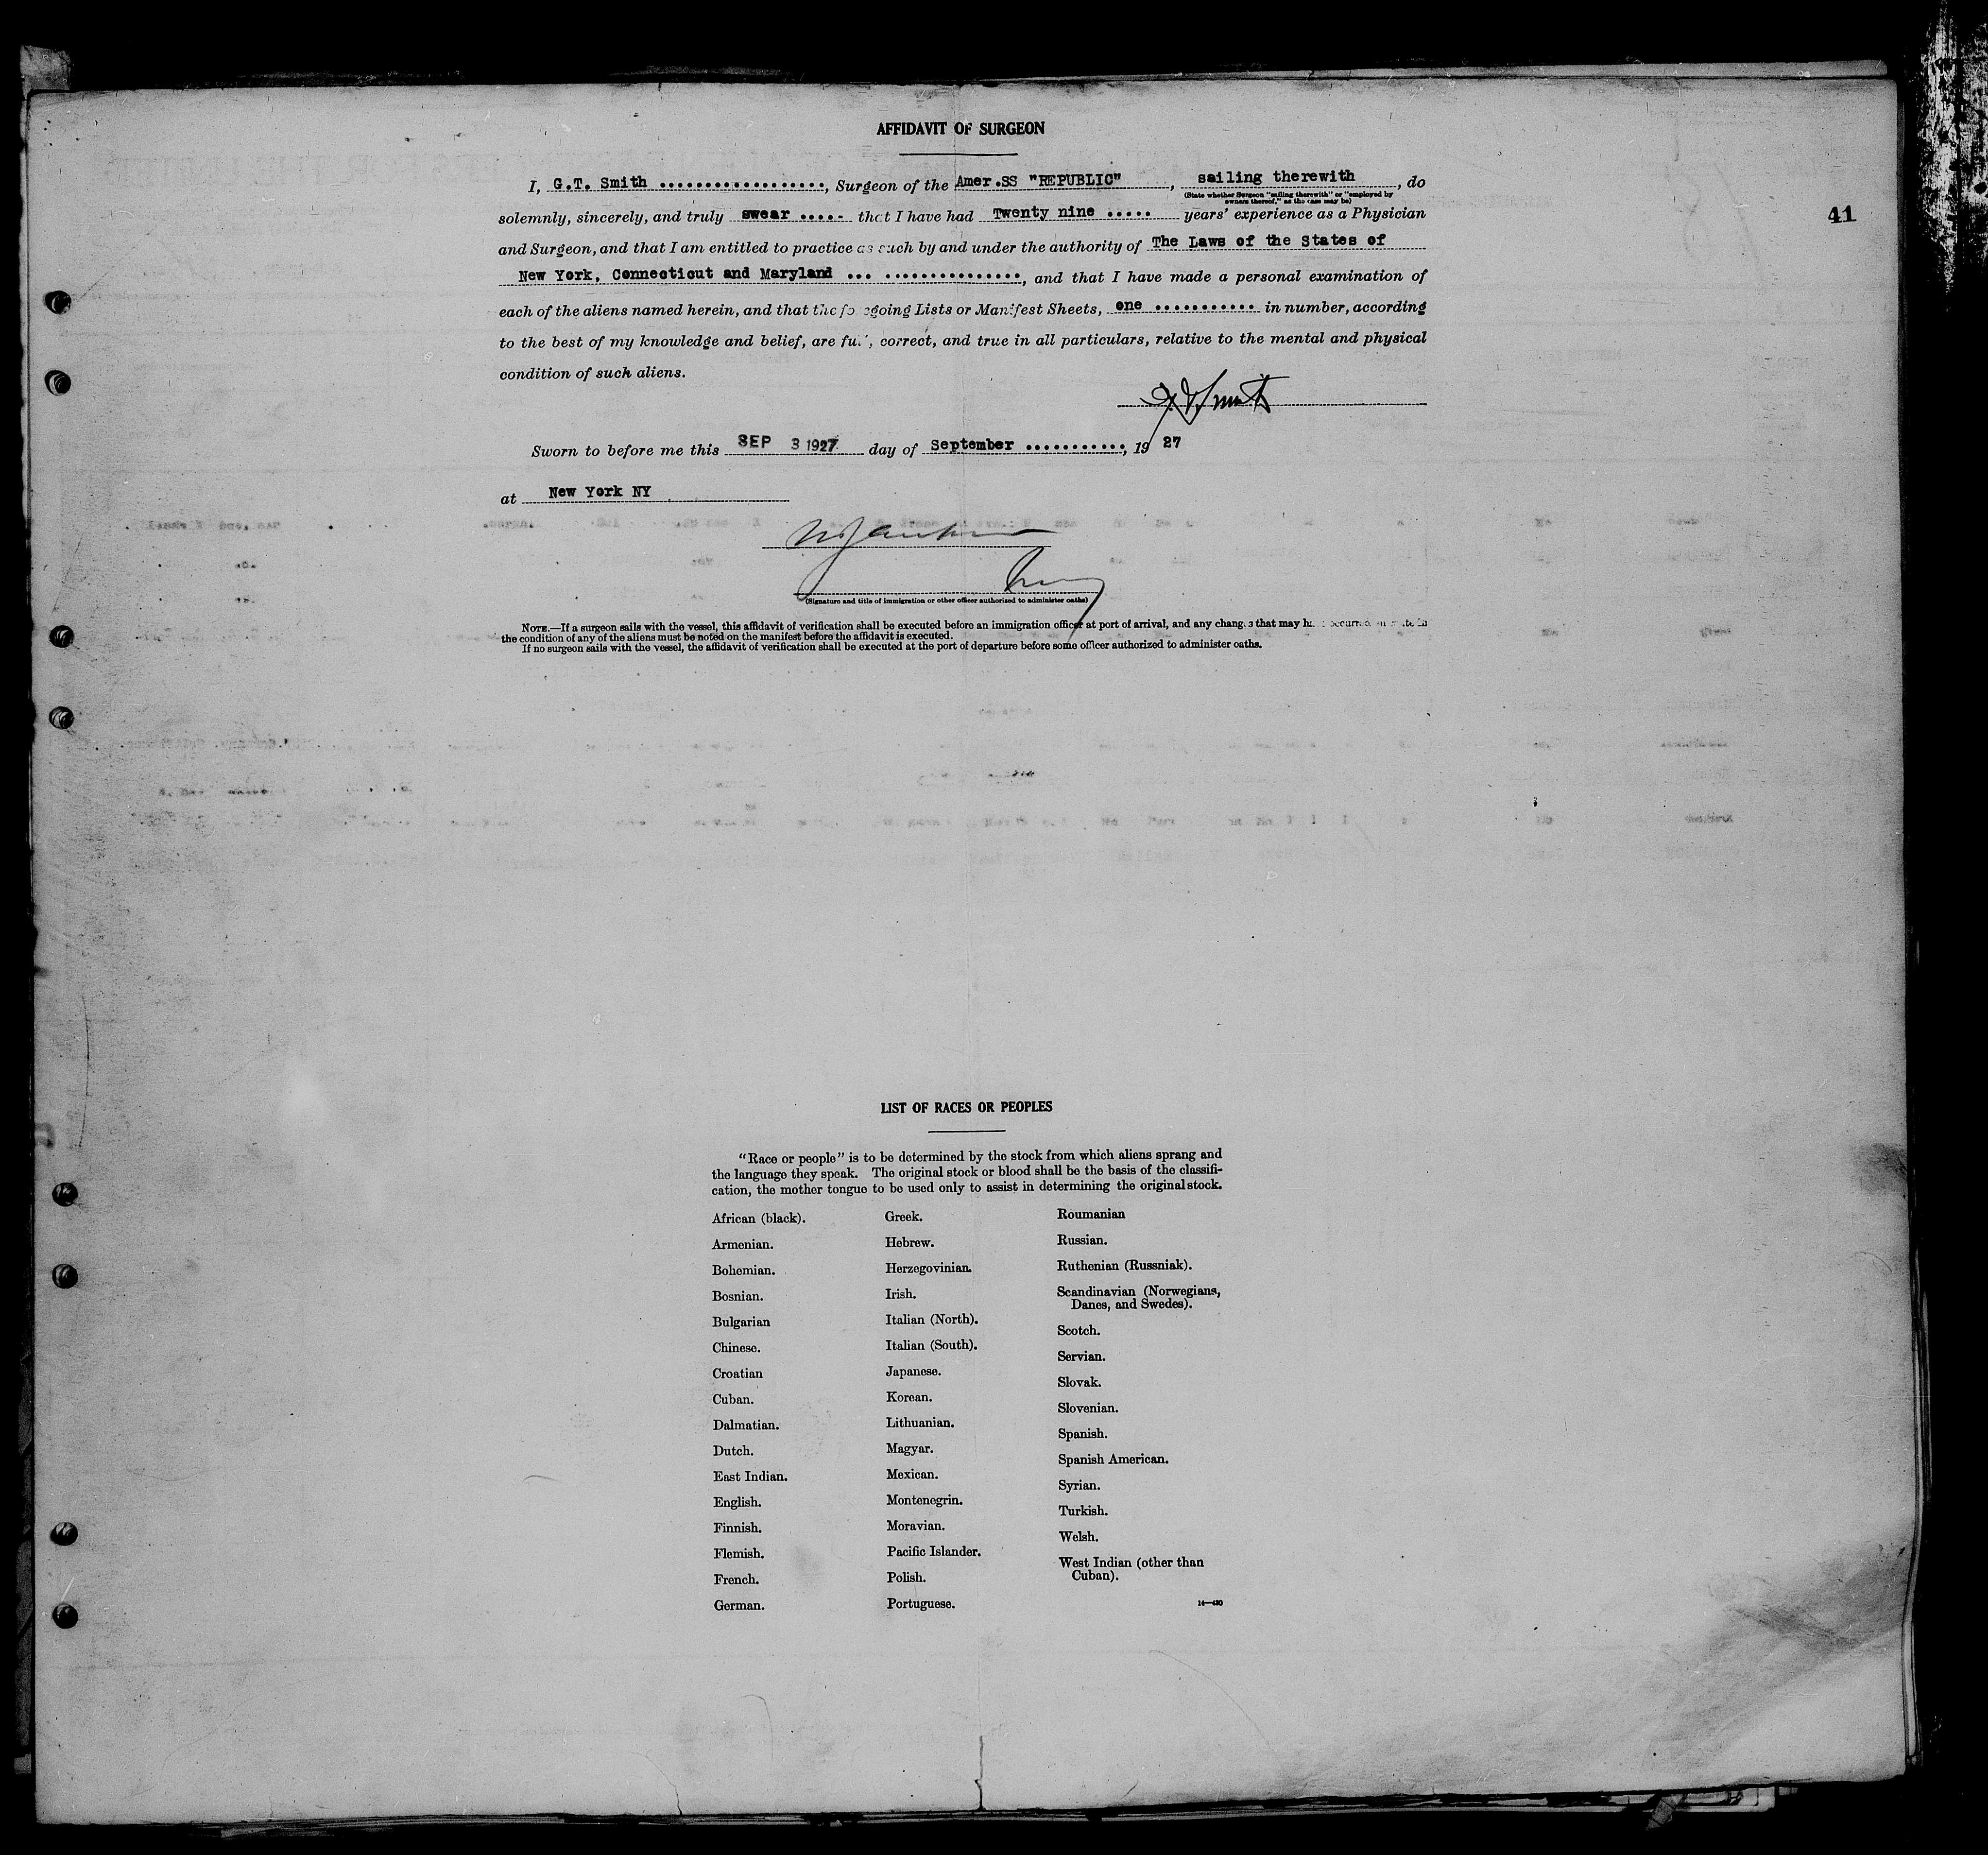 AFFIDAVIT OF SURGEON
41
I, G.T. Smith .................., Surgeon of the Amer.SS "REPUBLIC", sailing therewith, do
(State whether Surgeon "sailing therewith" or "employed by
owners thereof," as the case may be)
solemnly, sincerely, and truly swear ..... that I have had Twenty nine ..... years' experience as a Physician
and Surgeon, and that I am entitled to practice as such by and under the authority of The Laws of the States of
New York, Connecticut and Maryland ... ..............., and that I have made a personal examination of
each of the aliens named herein, and that the foregoing Lists or Manifest Sheets, one ........... in number, according
to the best of my knowledge and belief, are full, correct, and true in all particulars, relative to the mental and physical
condition of such aliens.
G.T. Smith
Sworn to before me this SEP 3 1927 day of September ..........., 19 27
at New York NY
(Signature and title of immigration or other officer authorized to administer oaths)
NOTE.—If a surgeon sails with the vessel, this affidavit of verification shall be executed before an immigration officer at port of arrival, and any changes that may have occurred en route in
the condition of any of the aliens must be noted on the manifest before the affidavit is executed.
If no surgeon sails with the vessel, the affidavit of verification shall be executed at the port of departure before some officer authorized to administer oaths.
LIST OF RACES OR PEOPLES
"Race or people" is to be determined by the stock from which aliens sprang and
the language they speak. The original stock or blood shall be the basis of the classifi-
cation, the mother tongue to be used only to assist in determining the original stock.
African (black).
Armenian.
Bohemian.
Bosnian.
Bulgarian
Chinese.
Croatian
Cuban.
Dalmatian.
Dutch.
East Indian.
English.
Finnish.
Flemish.
French.
German.
Greek.
Hebrew.
Herzegovinian.
Irish.
Italian (North).
Italian (South).
Japanese.
Korean.
Lithuanian.
Magyar.
Mexican.
Montenegrin.
Moravian.
Pacific Islander.
Polish.
Portuguese.
Roumanian
Russian.
Ruthenian (Russniak).
Scandinavian (Norwegians,
Danes, and Swedes).
Scotch.
Servian.
Slovak.
Slovenian.
Spanish.
Spanish American.
Syrian.
Turkish.
Welsh.
West Indian (other than
Cuban).
14—430